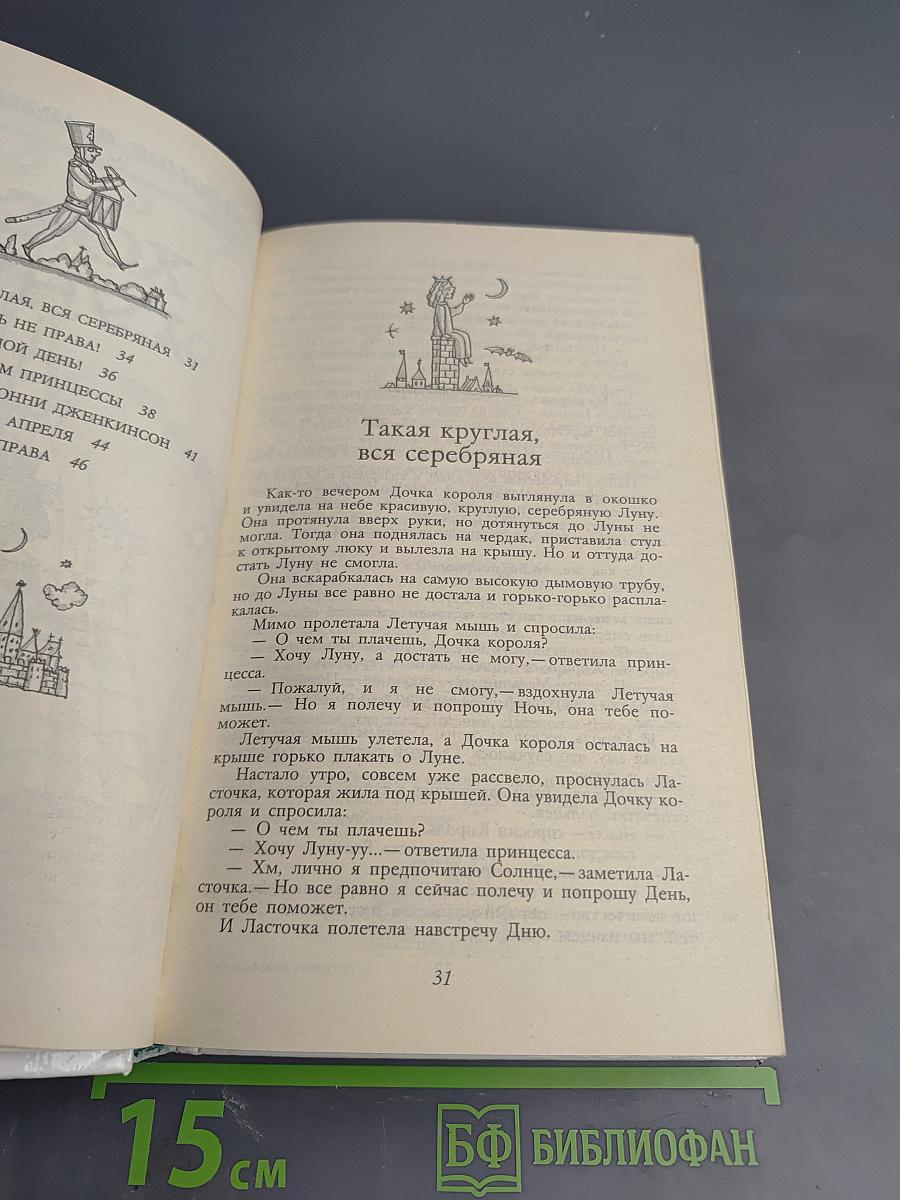 ЛАЯ, ВСЯ СЕРЕБРЯНАЯ 31
НЕ ПРАВА! 34
ОЙ ДЕНЬ! 36
М ПРИНЦЕССЫ 38
ОННИ ДЖЕНКИНСОН 41
АПРЕЛЯ 44
ПРАВА 46
Такая круглая,
вся серебряная
Как-то вечером Дочка короля выглянула в окошко
и увидела на небе красивую, круглую, серебряную Луну.
Она протянула вверх руки, но дотянуться до Луны не
могла. Тогда она поднялась на чердак, приставила стул
к открытому люку и вылезла на крышу. Но и оттуда до-
стать Луну не смогла.
Она вскарабкалась на самую высокую дымовую трубу,
но до Луны все равно не достала и горько-горько распла-
калась.
Мимо пролетала Летучая мышь и спросила:
— О чем ты плачешь, Дочка короля?
— Хочу Луну, а достать не могу,— ответила прин-
цесса.
— Пожалуй, и я не смогу,— вздохнула Летучая
мышь.— Но я полечу и попрошу Ночь, она тебе по-
может.
Летучая мышь улетела, а Дочка короля осталась на
крыше горько плакать о Луне.
Настало утро, совсем уже рассвело, проснулась Ла-
сточка, которая жила под крышей. Она увидела Дочку ко-
роля и спросила:
— О чем ты плачешь?
— Хочу Луну-уу...— ответила принцесса.
— Хм, лично я предпочитаю Солнце,— заметила Ла-
сточка.— Но все равно я сейчас полечу и попрошу День,
он тебе поможет.
И Ласточка полетела навстречу Дню.
31
15 см
БФ БИБЛИОФАН